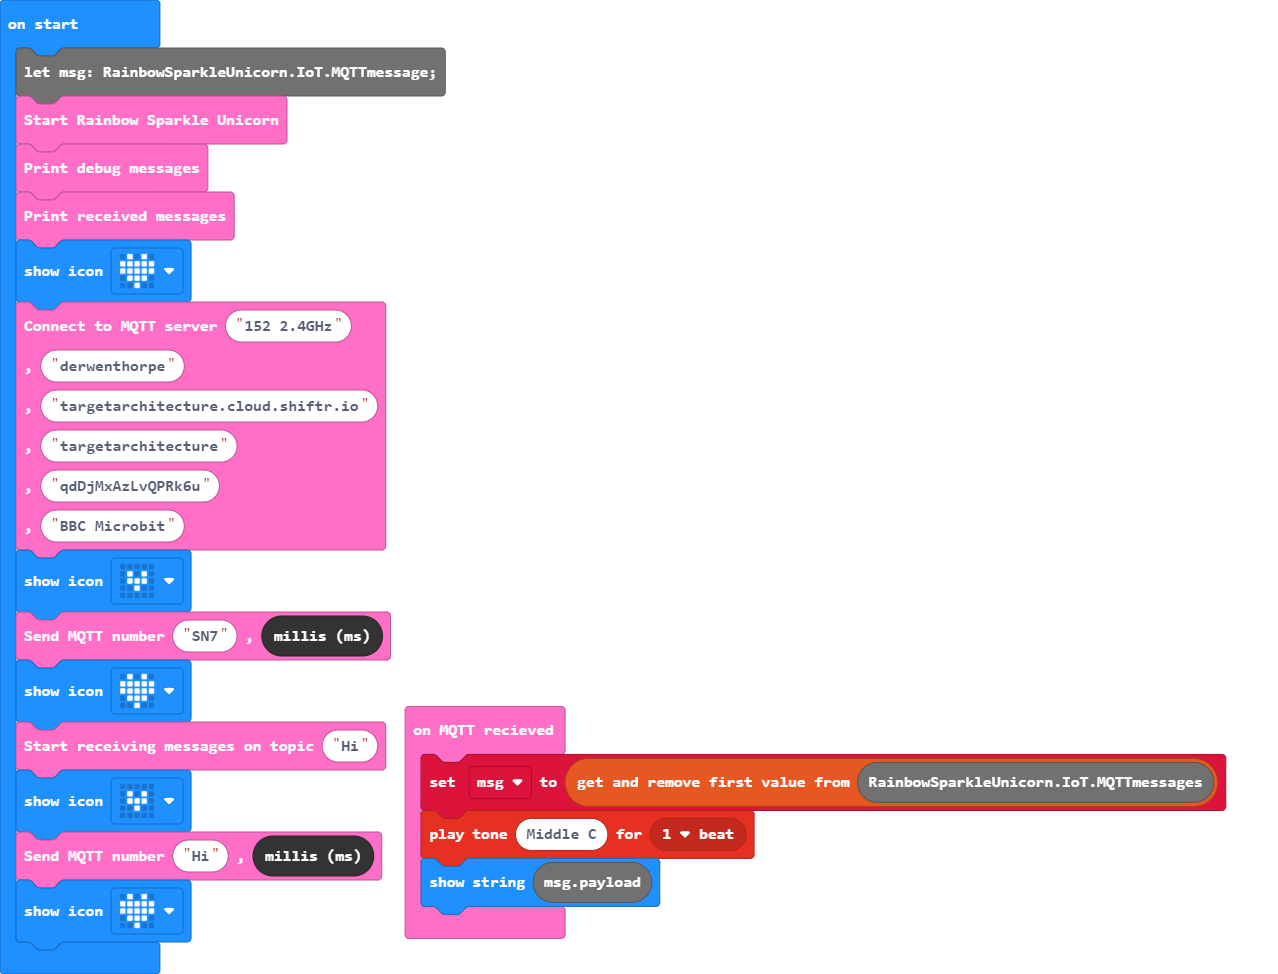 on start
let msg: RainbowSparkleUnicorn.IoT.MQTTmessage;
Start Rainbow Sparkle Unicorn
Print debug messages
Print received messages
show icon
Connect to MQTT server "152 2.4GHz"
, "derwenthorpe"
, "targetarchitecture.cloud.shiftr.io"
, "targetarchitecture"
, "qdDjMxAzLvQPRk6u"
, "BBC Microbit"
show icon
Send MQTT number "SN7" , millis (ms)
show icon
Start receiving messages on topic "Hi"
show icon
Send MQTT number "Hi" , millis (ms)
show icon
on MQTT recieved
set msg to get and remove first value from RainbowSparkleUnicorn.IoT.MQTTmessages
play tone Middle C for 1 beat
show string msg.payload